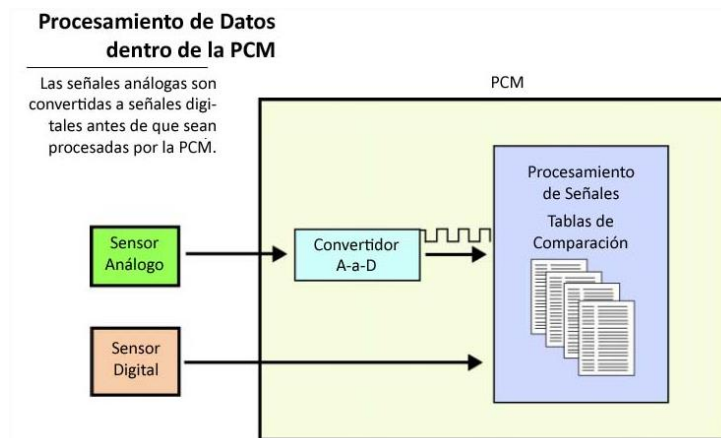 Procesamiento de Datos
dentro de la PCM
Las señales análogas son
convertidas a señales digi-
tales antes de que sean
procesadas por la PCM.
PCM
Sensor
Análogo
Convertidor
A-a-D
Procesamiento
de Señales
Tablas de
Comparación
Sensor
Digital